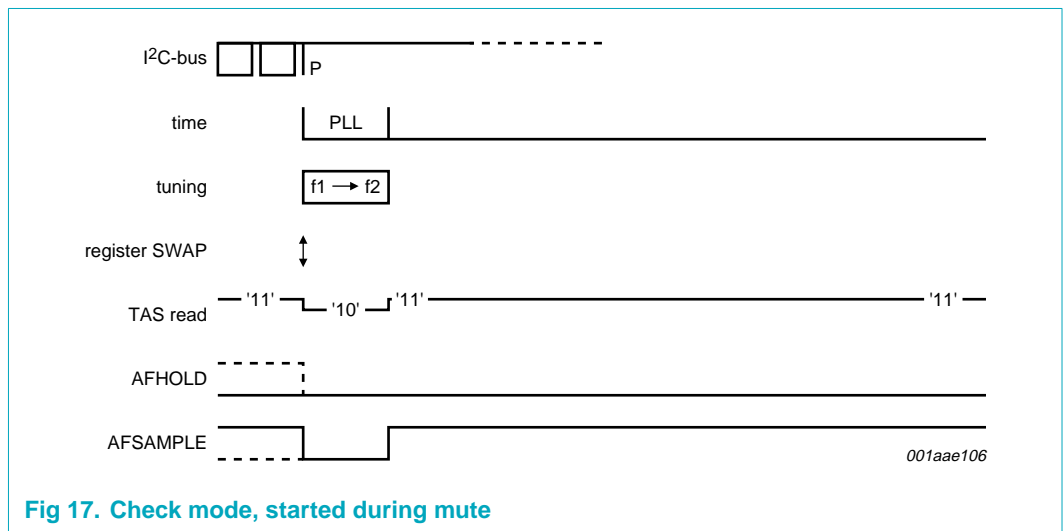 I²C-bus
P
time
PLL
tuning
f1 → f2
register SWAP
TAS read
'11'
'10'
'11'
'11'
AFHOLD
AFSAMPLE
001aae106
Fig 17. Check mode, started during mute